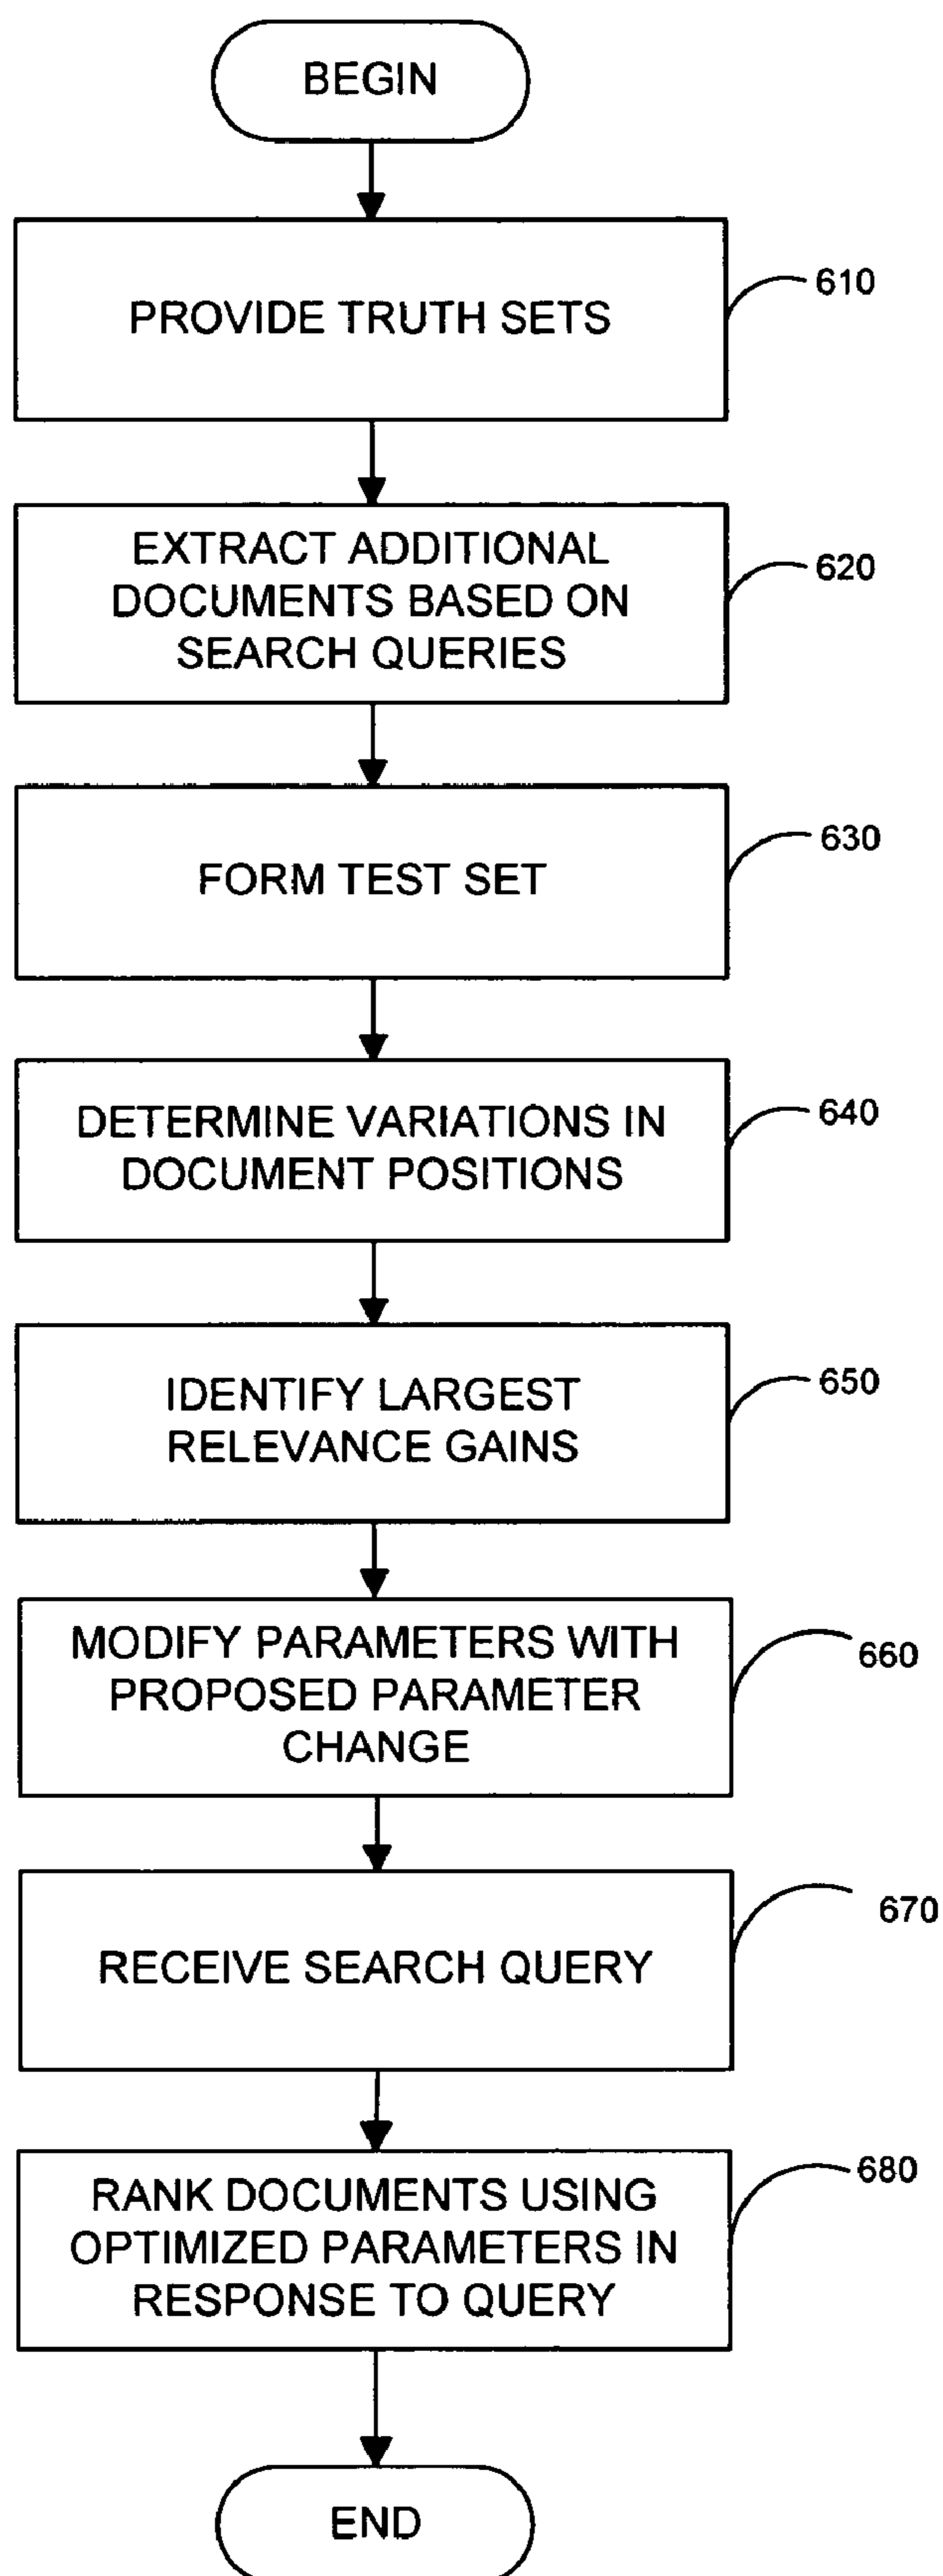 BEGIN
PROVIDE TRUTH SETS
610
EXTRACT ADDITIONAL
DOCUMENTS BASED ON
SEARCH QUERIES
620
FORM TEST SET
630
DETERMINE VARIATIONS IN
DOCUMENT POSITIONS
640
IDENTIFY LARGEST
RELEVANCE GAINS
650
MODIFY PARAMETERS WITH
PROPOSED PARAMETER
CHANGE
660
RECEIVE SEARCH QUERY
670
RANK DOCUMENTS USING
OPTIMIZED PARAMETERS IN
RESPONSE TO QUERY
680
END